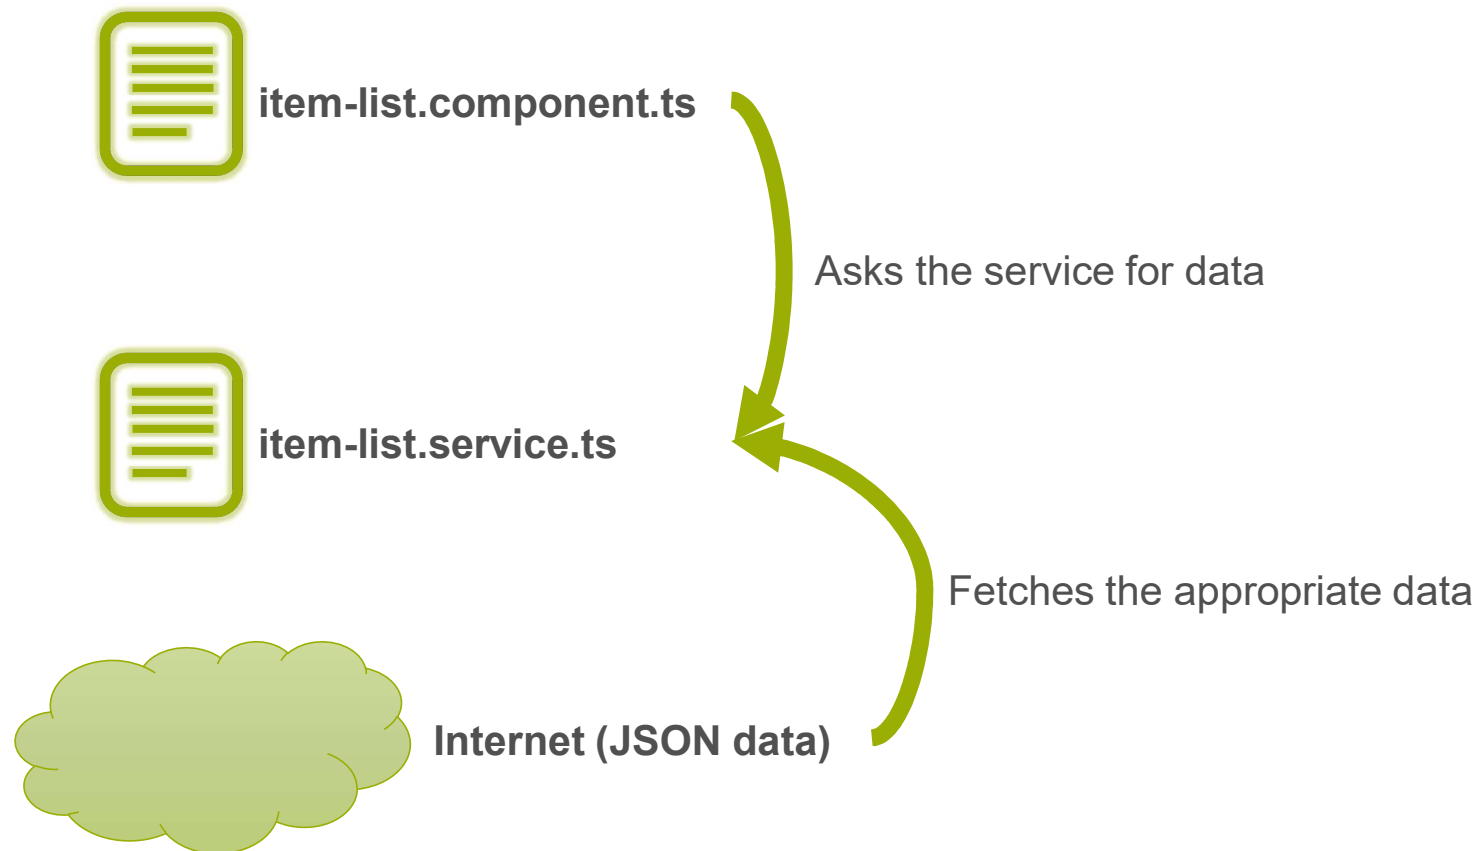 item-list.component.ts
Asks the service for data
item-list.service.ts
Fetches the appropriate data
Internet (JSON data)